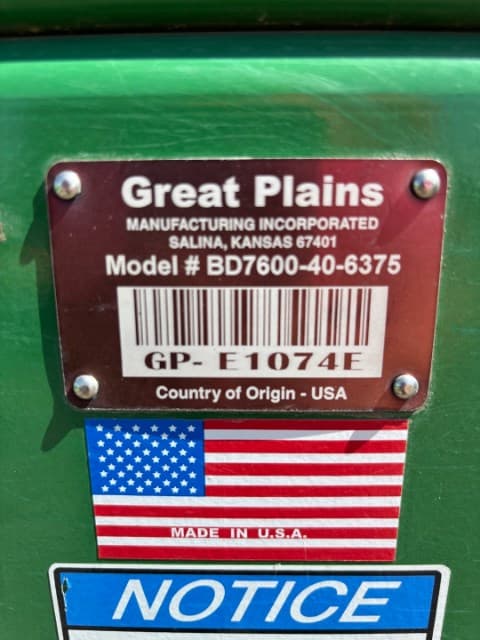 Great Plains
MANUFACTURING INCORPORATED
SALINA, KANSAS 67401
Model # BD7600-40-6375
GP- E1074E
Country of Origin - USA
MADE IN U.S.A.
NOTICE